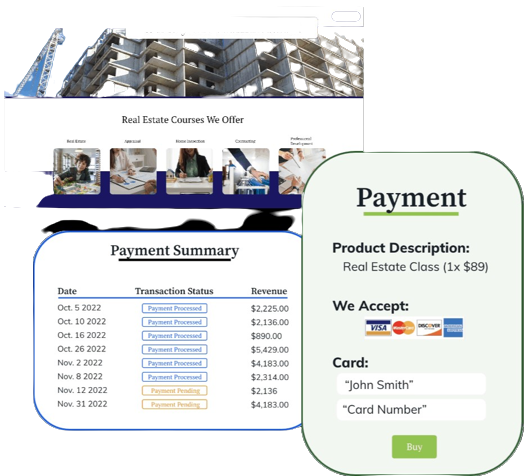 Real Estate Courses We Offer
Real Estate Appraisal Home Inspection Contractor Professional Development
Payment Summary
Date Transaction Status Revenue
Oct. 5 2022 Payment Processed $2,225.00
Oct. 10 2022 Payment Processed $2,136.00
Oct. 16 2022 Payment Processed $890.00
Oct. 26 2022 Payment Processed $5,429.00
Nov. 2 2022 Payment Processed $4,183.00
Nov. 8 2022 Payment Processed $2,314.00
Nov. 12 2022 Payment Pending $2,136
Nov. 31 2022 Payment Pending $4,183.00
Payment
Product Description:
Real Estate Class (1x $89)
We Accept:
VISA MasterCard DISCOVER
Card:
“John Smith”
“Card Number”
Buy